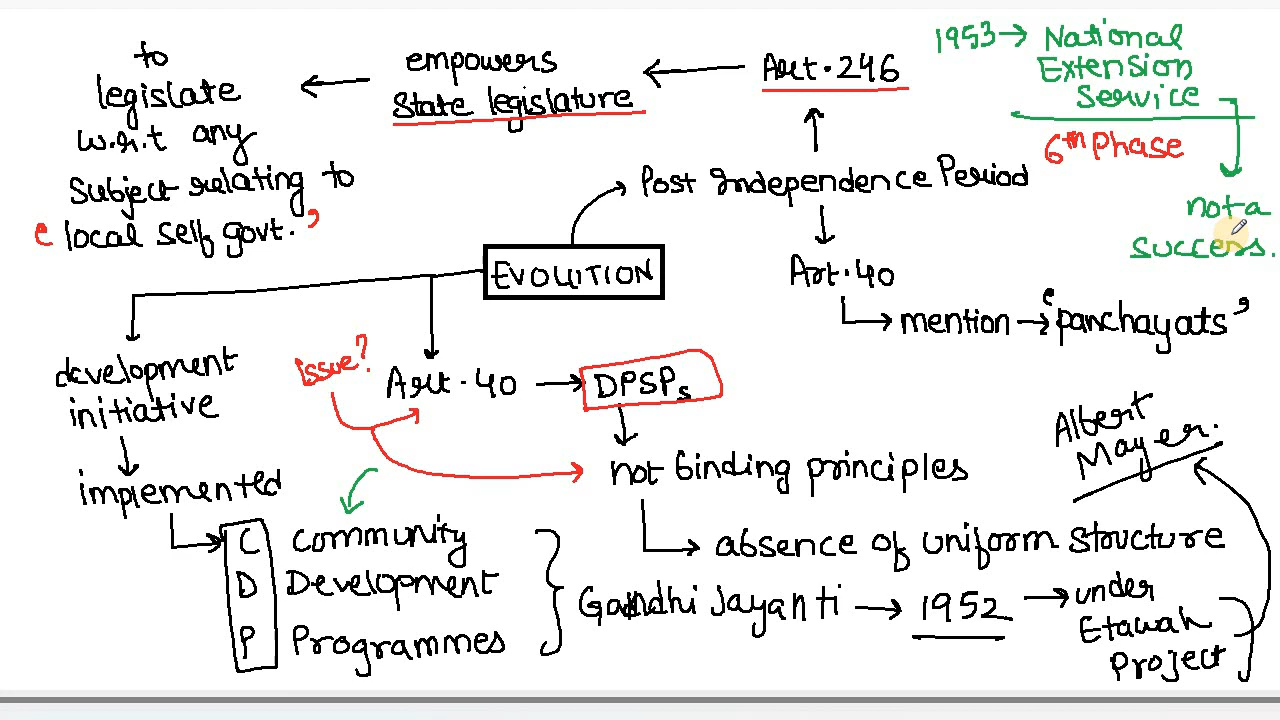 to
legislate
w.r.t any
subject relating to
' local self govt. '
empowers
State legislature
Art. 246
1953 → National
Extension
Service
6th Phase
not a
success.
Post Independence Period
EVOLUTION
Art. 40
mention → 'panchayats'
development
initiative
implemented
issue?
Art. 40 → DPSPs
not binding principles
absence of uniform structure
Albert
Mayer.
C Community
D Development
P Programmes
Gandhi Jayanti → 1952 → under
Etawah
Project